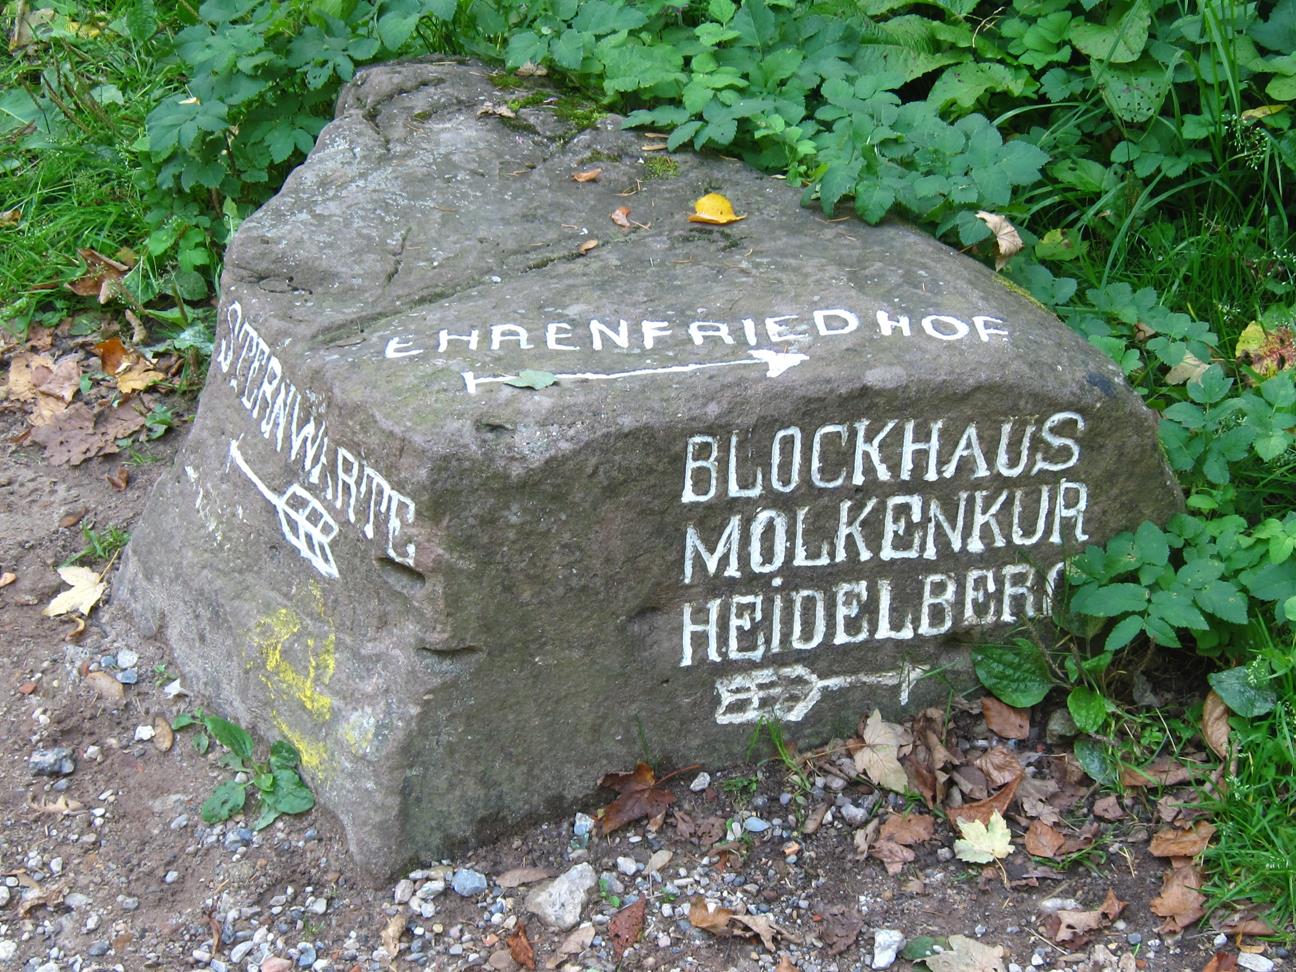 EHRENFRIEDHOF
STERNWARTE
BLOCKHAUS
MOLKENKUR
HEIDELBERG